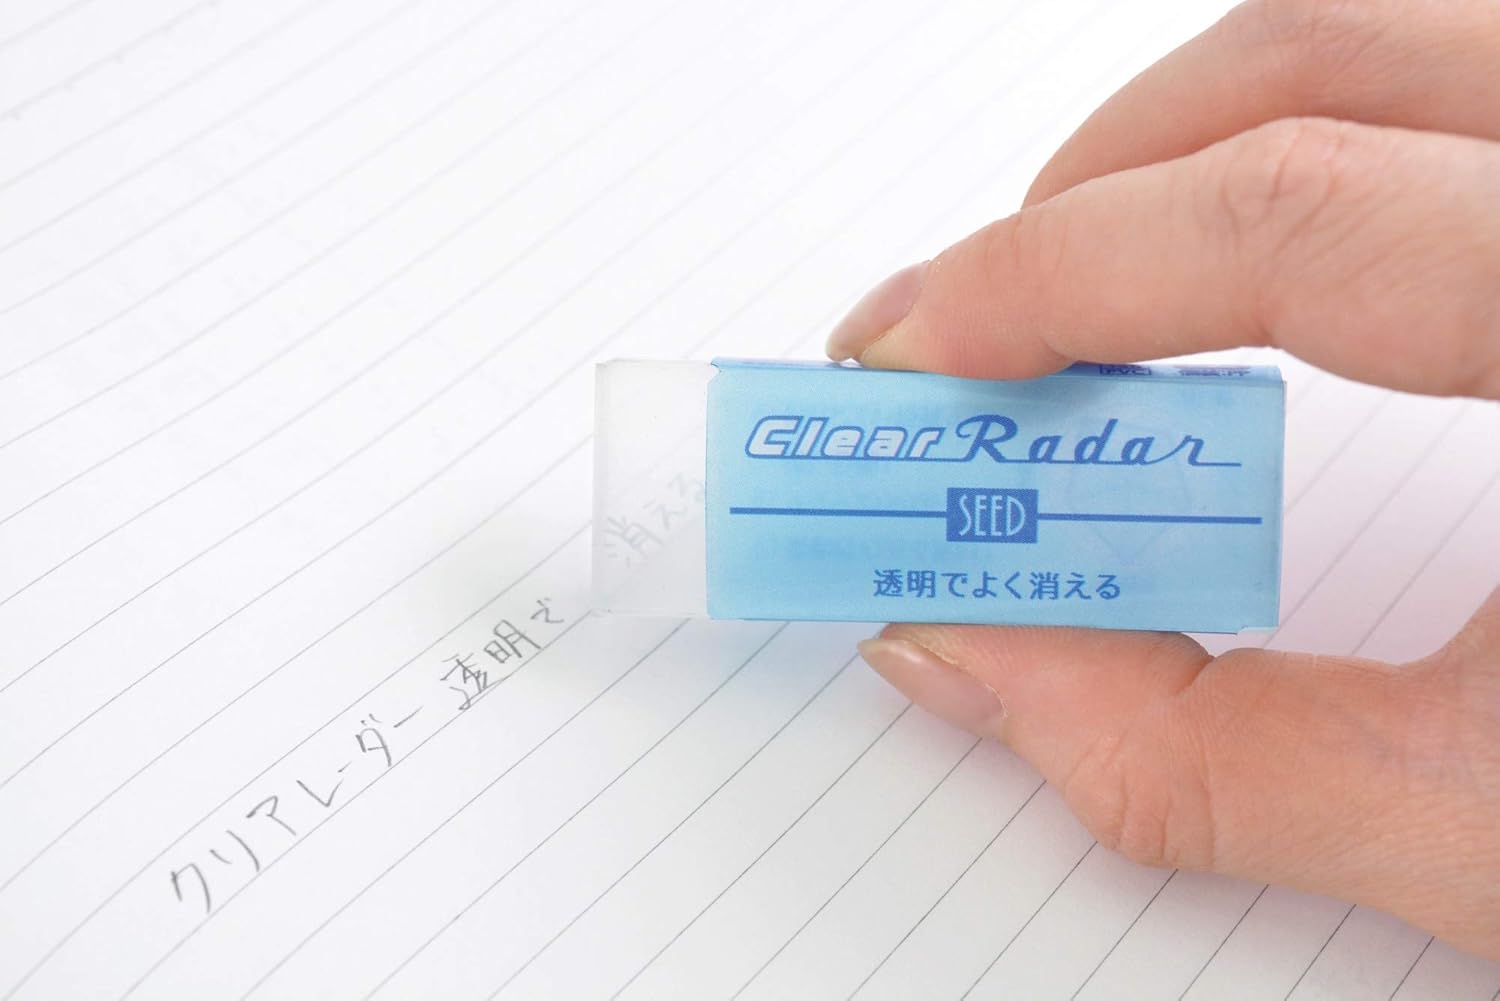 Clear Radar
SEED
透明でよく消える
クリアレーダー透明で
消える